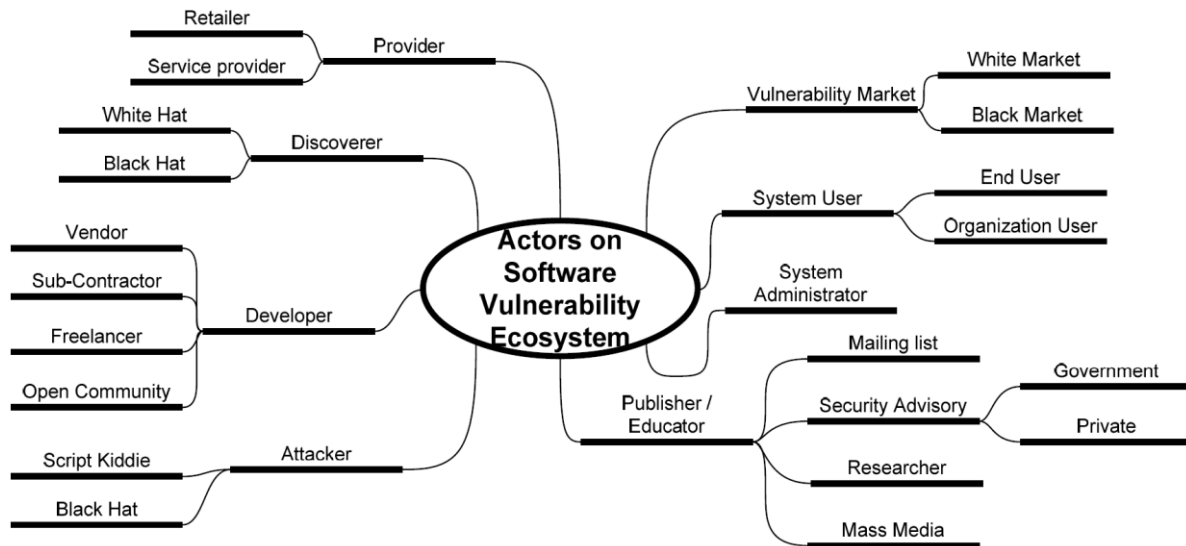 Retailer
Provider
Service provider
White Hat
Discoverer
Black Hat
Vendor
Sub-Contractor
Developer
Freelancer
Open Community
Script Kiddie
Attacker
Black Hat
Actors on
Software
Vulnerability
Ecosystem
White Market
Vulnerability Market
Black Market
End User
System User
Organization User
System
Administrator
Mailing list
Publisher /
Educator
Security Advisory
Government
Private
Researcher
Mass Media